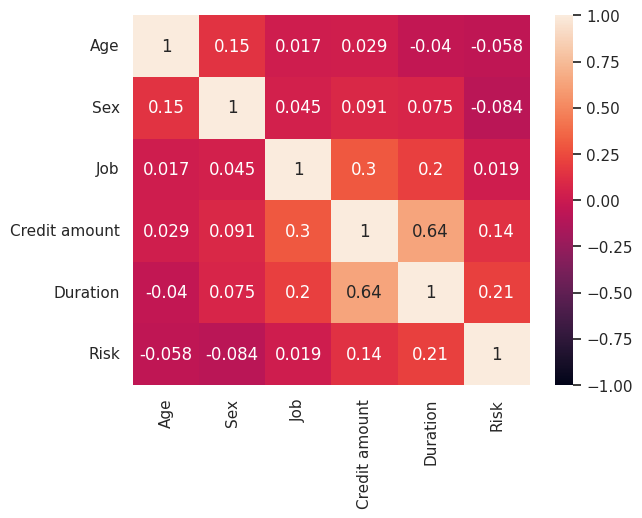 Age 1 0.15 0.017 0.029 -0.04 -0.058
Sex 0.15 1 0.045 0.091 0.075 -0.084
Job 0.017 0.045 1 0.3 0.2 0.019
Credit amount 0.029 0.091 0.3 1 0.64 0.14
Duration -0.04 0.075 0.2 0.64 1 0.21
Risk -0.058 -0.084 0.019 0.14 0.21 1
Age
Sex
Job
Credit amount
Duration
Risk
1.00
0.75
0.50
0.25
0.00
−0.25
−0.50
−0.75
−1.00